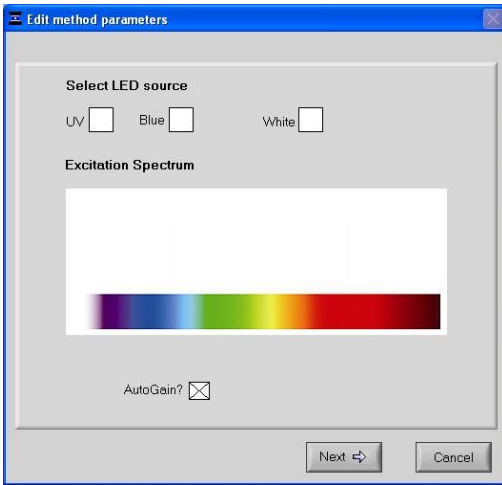 Edit method parameters
Select LED source
UV Blue White
Excitation Spectrum
AutoGain?
Next Cancel